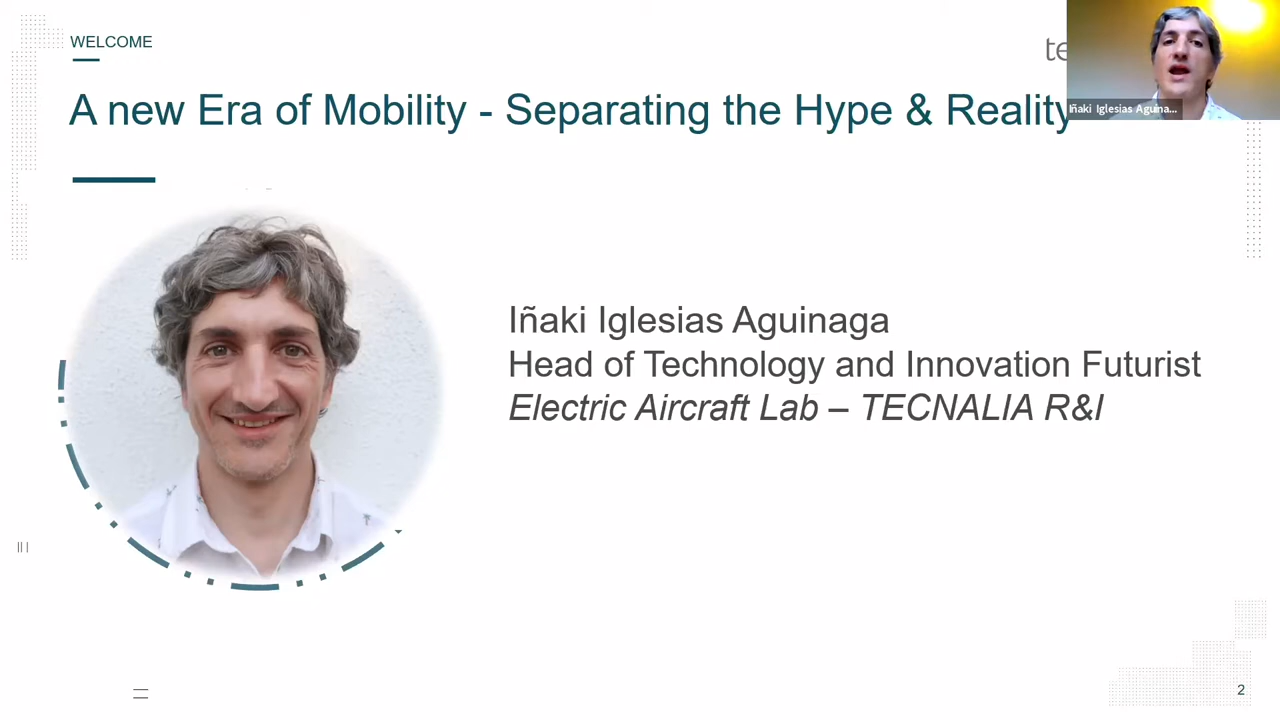 WELCOME
te
A new Era of Mobility - Separating the Hype & Reality
Iñaki Iglesias Aguina...
Iñaki Iglesias Aguinaga
Head of Technology and Innovation Futurist
Electric Aircraft Lab – TECNALIA R&I
2